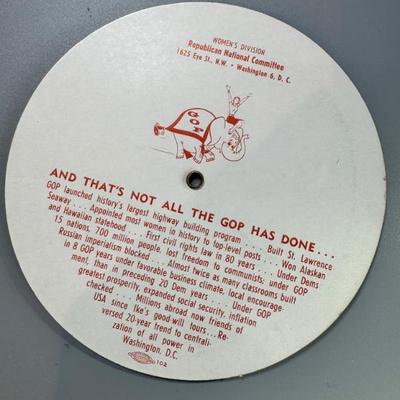 WOMEN'S DIVISION
Republican National Committee
1625 Eye St., N.W. • Washington 6, D. C.
GOP
AND THAT'S NOT ALL THE GOP HAS DONE....
GOP launched history's largest highway building program . . . Built St. Lawrence
Seaway . . . Appointed most women in history to top-level posts . . . Won Alaskan
and Hawaiian statehood . . . First civil rights law in 80 years . . . Under Dems
15 nations, 700 million people, lost freedom to communists; under GOP
Russian imperialism blocked . . . Almost twice as many classrooms built
in 8 GOP years under favorable business climate, local encourage-
ment, than in preceding 20 Dem years . . . Under GOP
greatest prosperity, expanded social security, inflation
checked . . . Millions abroad now friends of
USA since Ike's good-will tours...Re-
versed 20-year trend to centrali-
zation of all power in
Washington, D.C.
102